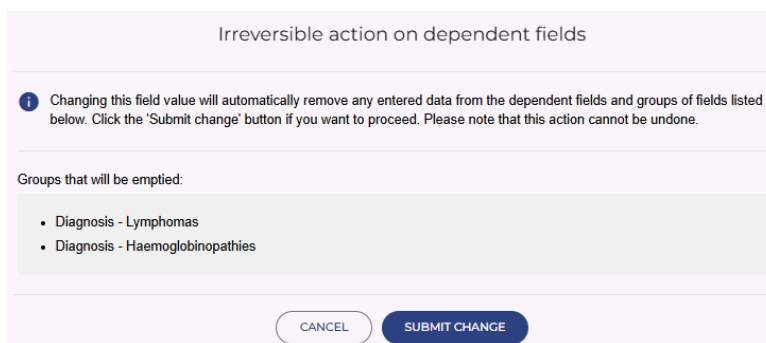 Irreversible action on dependent fields
Changing this field value will automatically remove any entered data from the dependent fields and groups of fields listed
below. Click the 'Submit change' button if you want to proceed. Please note that this action cannot be undone.
Groups that will be emptied:
• Diagnosis - Lymphomas
• Diagnosis - Haemoglobinopathies
CANCEL
SUBMIT CHANGE